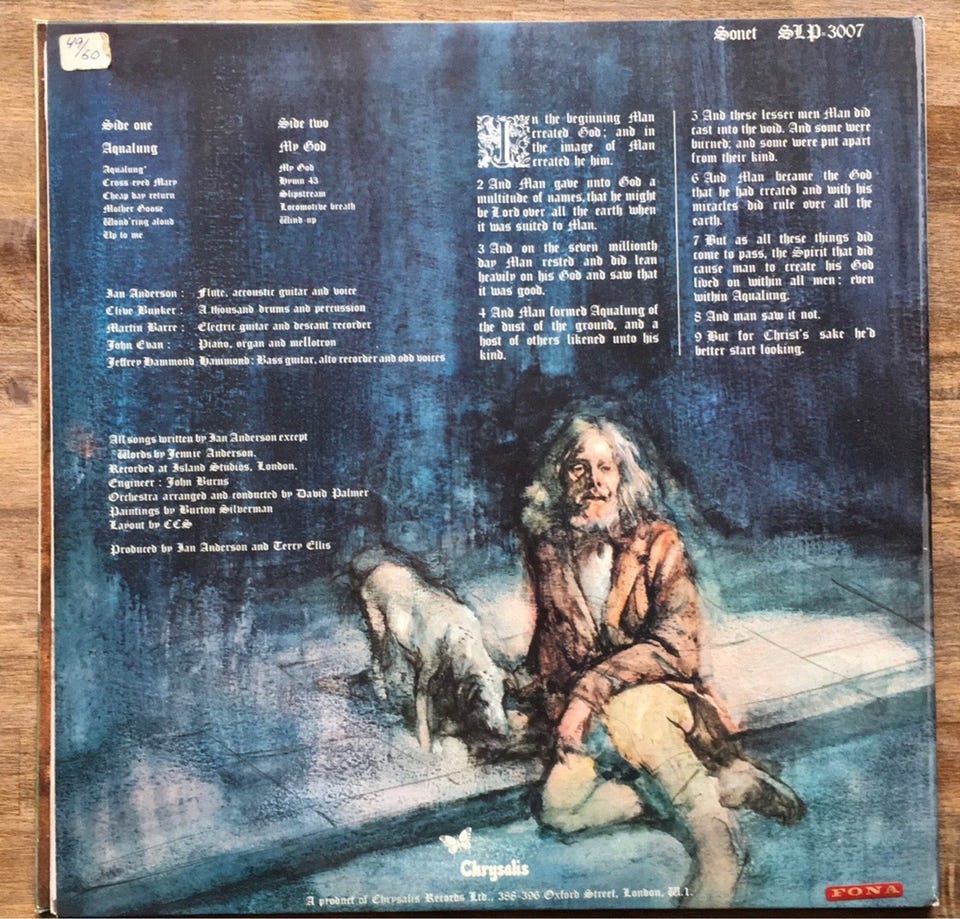 49/50
Sonet SLP-3007
Side one
Aqualung
Aqualung*
Cross eyed Mary
Cheap day return
Mother Goose
Wond'ring aloud
Up to me
Side two
My God
My God
Hymn 43
Slipstream
Locomotive breath
Wind-up
Ian Anderson : Flute, accroustic guitar and voice
Clive Bunker : A thousand drums and percussion
Martin Barre : Electric guitar and descant recorder
John Evan : Piano, organ and mellotron
Jeffrey Hammond Hammond : Bass guitar, alto recorder and odd voices
All songs written by Ian Anderson except
*Words by Jennie Anderson.
Recorded at Island Studios, London.
Engineer : John Burns
Orchestra arranged and conducted by David Palmer
Paintings by Burton Silverman
Layout by CCS
Produced by Ian Anderson and Terry Ellis
In the beginning Man
created God; and in
the image of Man
created he him.
2 And Man gave unto God a
multitude of names, that he might
be Lord over all the earth when
it was suited to Man.
3 And on the seven millionth
day Man rested and did lean
heavily on his God and saw that
it was good.
4 And Man formed Aqualung of
the dust of the ground, and a
host of others likened unto his
kind.
5 And these lesser men Man did
cast into the void. And some were
burned; and some were put apart
from their kind.
6 And Man became the God
that he had created and with his
miracles did rule over all the
earth.
7 But as all these things did
come to pass, the Spirit that did
cause man to create his God
lived on within all men : even
within Aqualung.
8 And man saw it not.
9 But for Christ's sake he'd
better start looking.
Chrysalis
A product of Chrysalis Records Ltd., 388-396 Oxford Street, London, W.1.
FONA